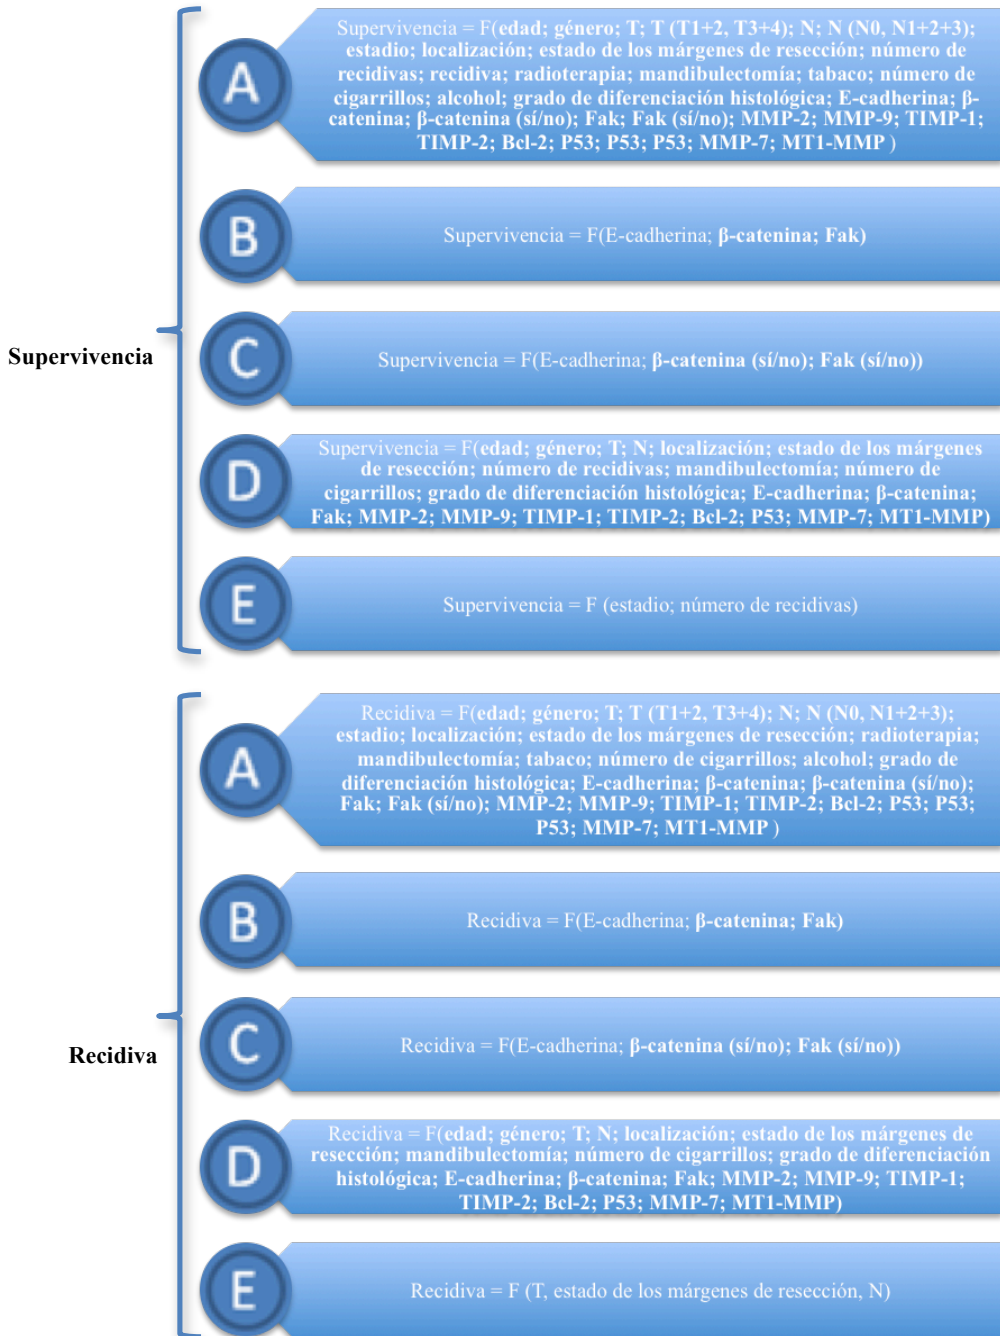 Supervivencia
A
Supervivencia = F(edad; género; T; T (T1+2, T3+4); N; N (N0, N1+2+3);
estadio; localización; estado de los márgenes de resección; número de
recidivas; recidiva; radioterapia; mandibulectomía; tabaco; número de
cigarrillos; alcohol; grado de diferenciación histológica; E-cadherina; β-
catenina; β-catenina (sí/no); Fak; Fak (sí/no); MMP-2; MMP-9; TIMP-1;
TIMP-2; Bcl-2; P53; P53; P53; MMP-7; MT1-MMP )
B
Supervivencia = F(E-cadherina; β-catenina; Fak)
C
Supervivencia = F(E-cadherina; β-catenina (sí/no); Fak (sí/no))
D
Supervivencia = F(edad; género; T; N; localización; estado de los márgenes
de resección; número de recidivas; mandibulectomía; número de
cigarrillos; grado de diferenciación histológica; E-cadherina; β-catenina;
Fak; MMP-2; MMP-9; TIMP-1; TIMP-2; Bcl-2; P53; MMP-7; MT1-MMP)
E
Supervivencia = F (estadio; número de recidivas)
Recidiva
A
Recidiva = F(edad; género; T; T (T1+2, T3+4); N; N (N0, N1+2+3);
estadio; localización; estado de los márgenes de resección; radioterapia;
mandibulectomía; tabaco; número de cigarrillos; alcohol; grado de
diferenciación histológica; E-cadherina; β-catenina; β-catenina (sí/no);
Fak; Fak (sí/no); MMP-2; MMP-9; TIMP-1; TIMP-2; Bcl-2; P53; P53;
P53; MMP-7; MT1-MMP )
B
Recidiva = F(E-cadherina; β-catenina; Fak)
C
Recidiva = F(E-cadherina; β-catenina (sí/no); Fak (sí/no))
D
Recidiva = F(edad; género; T; N; localización; estado de los márgenes de
resección; mandibulectomía; número de cigarrillos; grado de diferenciación
histológica; E-cadherina; β-catenina; Fak; MMP-2; MMP-9; TIMP-1;
TIMP-2; Bcl-2; P53; MMP-7; MT1-MMP)
E
Recidiva = F (T, estado de los márgenes de resección, N)